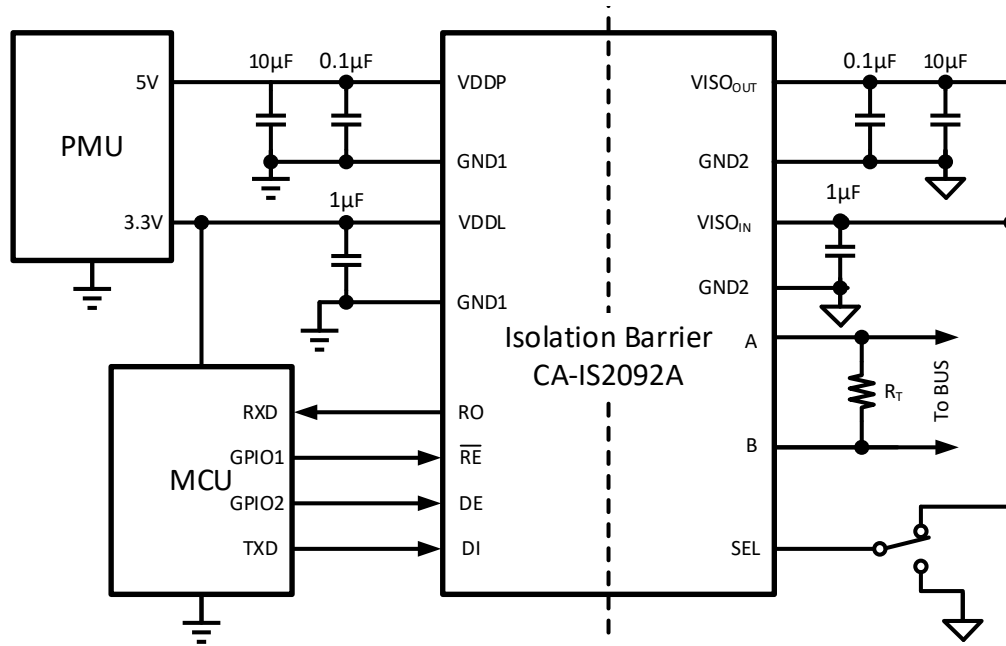 10µF 0.1µF
0.1µF 10µF
5V
VDDP
VISOOUT
PMU
GND1
GND2
1µF
1µF
3.3V
VDDL
VISOIN
GND1
GND2
Isolation Barrier
CA-IS2092A
A
RT
To BUS
B
RXD
RO
GPIO1
RE
MCU
GPIO2
DE
TXD
DI
SEL